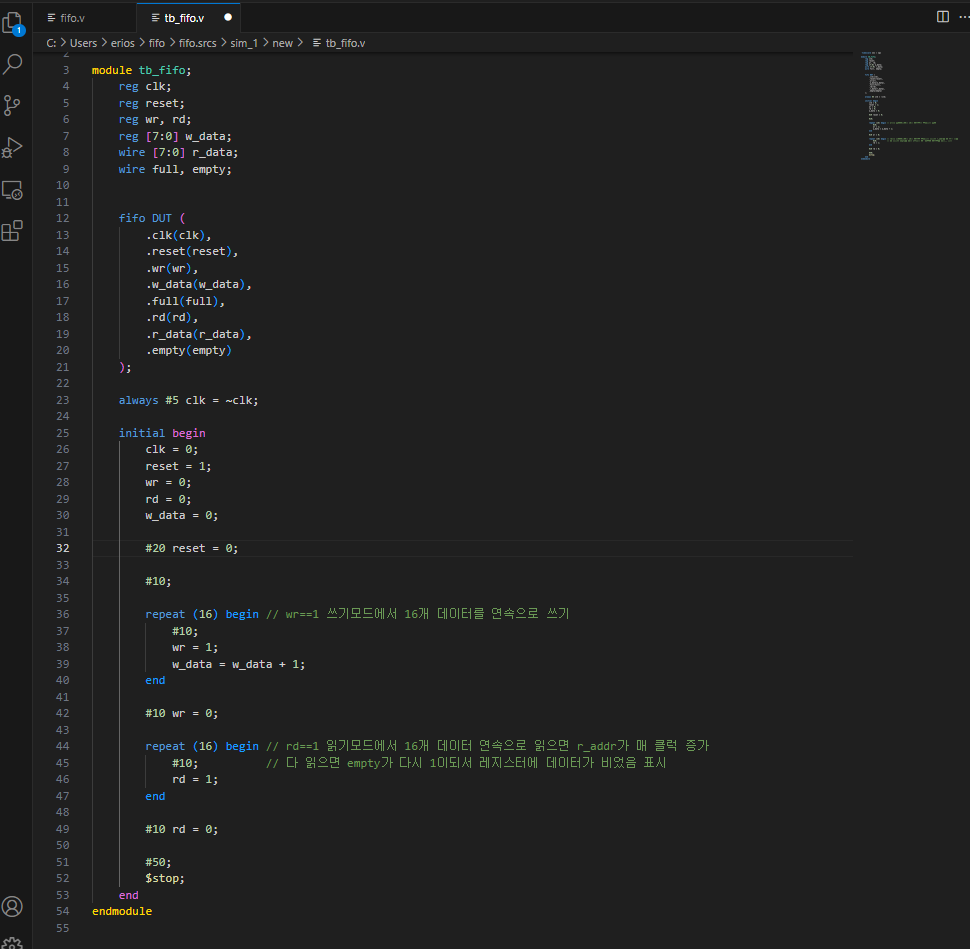 fifo.v
tb_fifo.v
1
C: > Users > erios > fifo > fifo.srcs > sim_1 > new > tb_fifo.v
2
3 module tb_fifo;
4 reg clk;
5 reg reset;
6 reg wr, rd;
7 reg [7:0] w_data;
8 wire [7:0] r_data;
9 wire full, empty;
10
11
12 fifo DUT (
13 .clk(clk),
14 .reset(reset),
15 .wr(wr),
16 .w_data(w_data),
17 .full(full),
18 .rd(rd),
19 .r_data(r_data),
20 .empty(empty)
21 );
22
23 always #5 clk = ~clk;
24
25 initial begin
26 clk = 0;
27 reset = 1;
28 wr = 0;
29 rd = 0;
30 w_data = 0;
31
32 #20 reset = 0;
33
34 #10;
35
36 repeat (16) begin // wr==1 쓰기모드에서 16개 데이터를 연속으로 쓰기
37 #10;
38 wr = 1;
39 w_data = w_data + 1;
40 end
41
42 #10 wr = 0;
43
44 repeat (16) begin // rd==1 읽기모드에서 16개 데이터 연속으로 읽으면 r_addr가 매 클럭 증가
45 #10; // 다 읽으면 empty가 다시 1이되서 레지스터에 데이터가 비었음 표시
46 rd = 1;
47 end
48
49 #10 rd = 0;
50
51 #50;
52 $stop;
53 end
54 endmodule
55